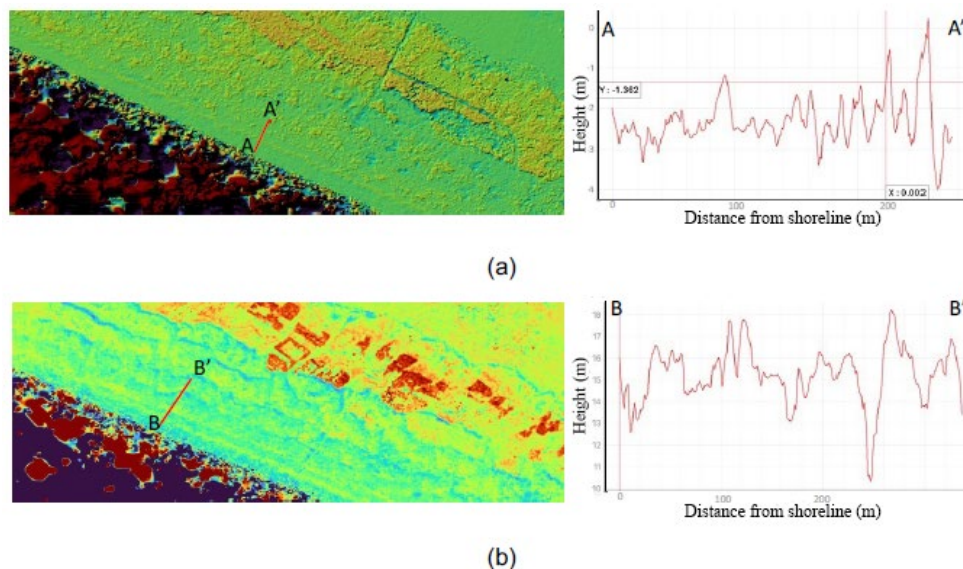 A A'
0
-1
Y : -1.362
2
3
4
Height (m)
A'
A
X : 0.002
0 100 200
Distance from shoreline (m)
(a)
B B'
18
17
16
15
14
13
12
11
10
Height (m)
B'
B
0 100 200
Distance from shoreline (m)
(b)